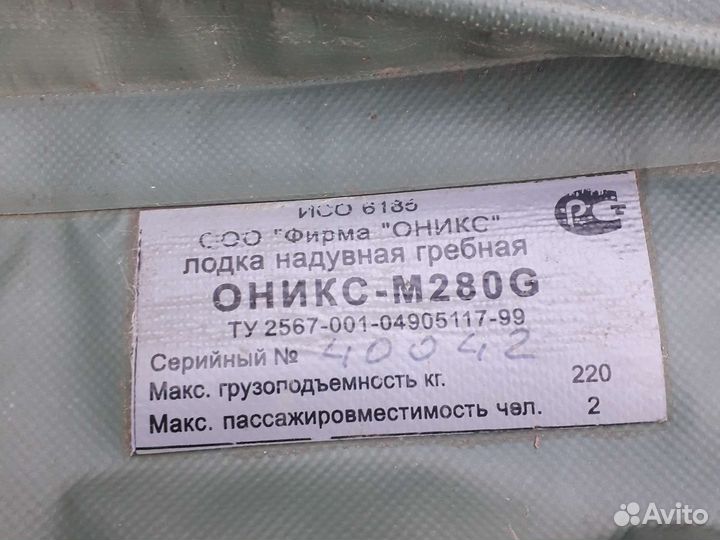 ИСО 6185
ООО "Фирма "ОНИКС"
лодка надувная гребная
ОНИКС-М280G
ТУ 2567-001-04905117-99
Серийный № 40042
Макс. грузоподъемность кг. 220
Макс. пассажировместимость чел. 2
РСТ
Avito